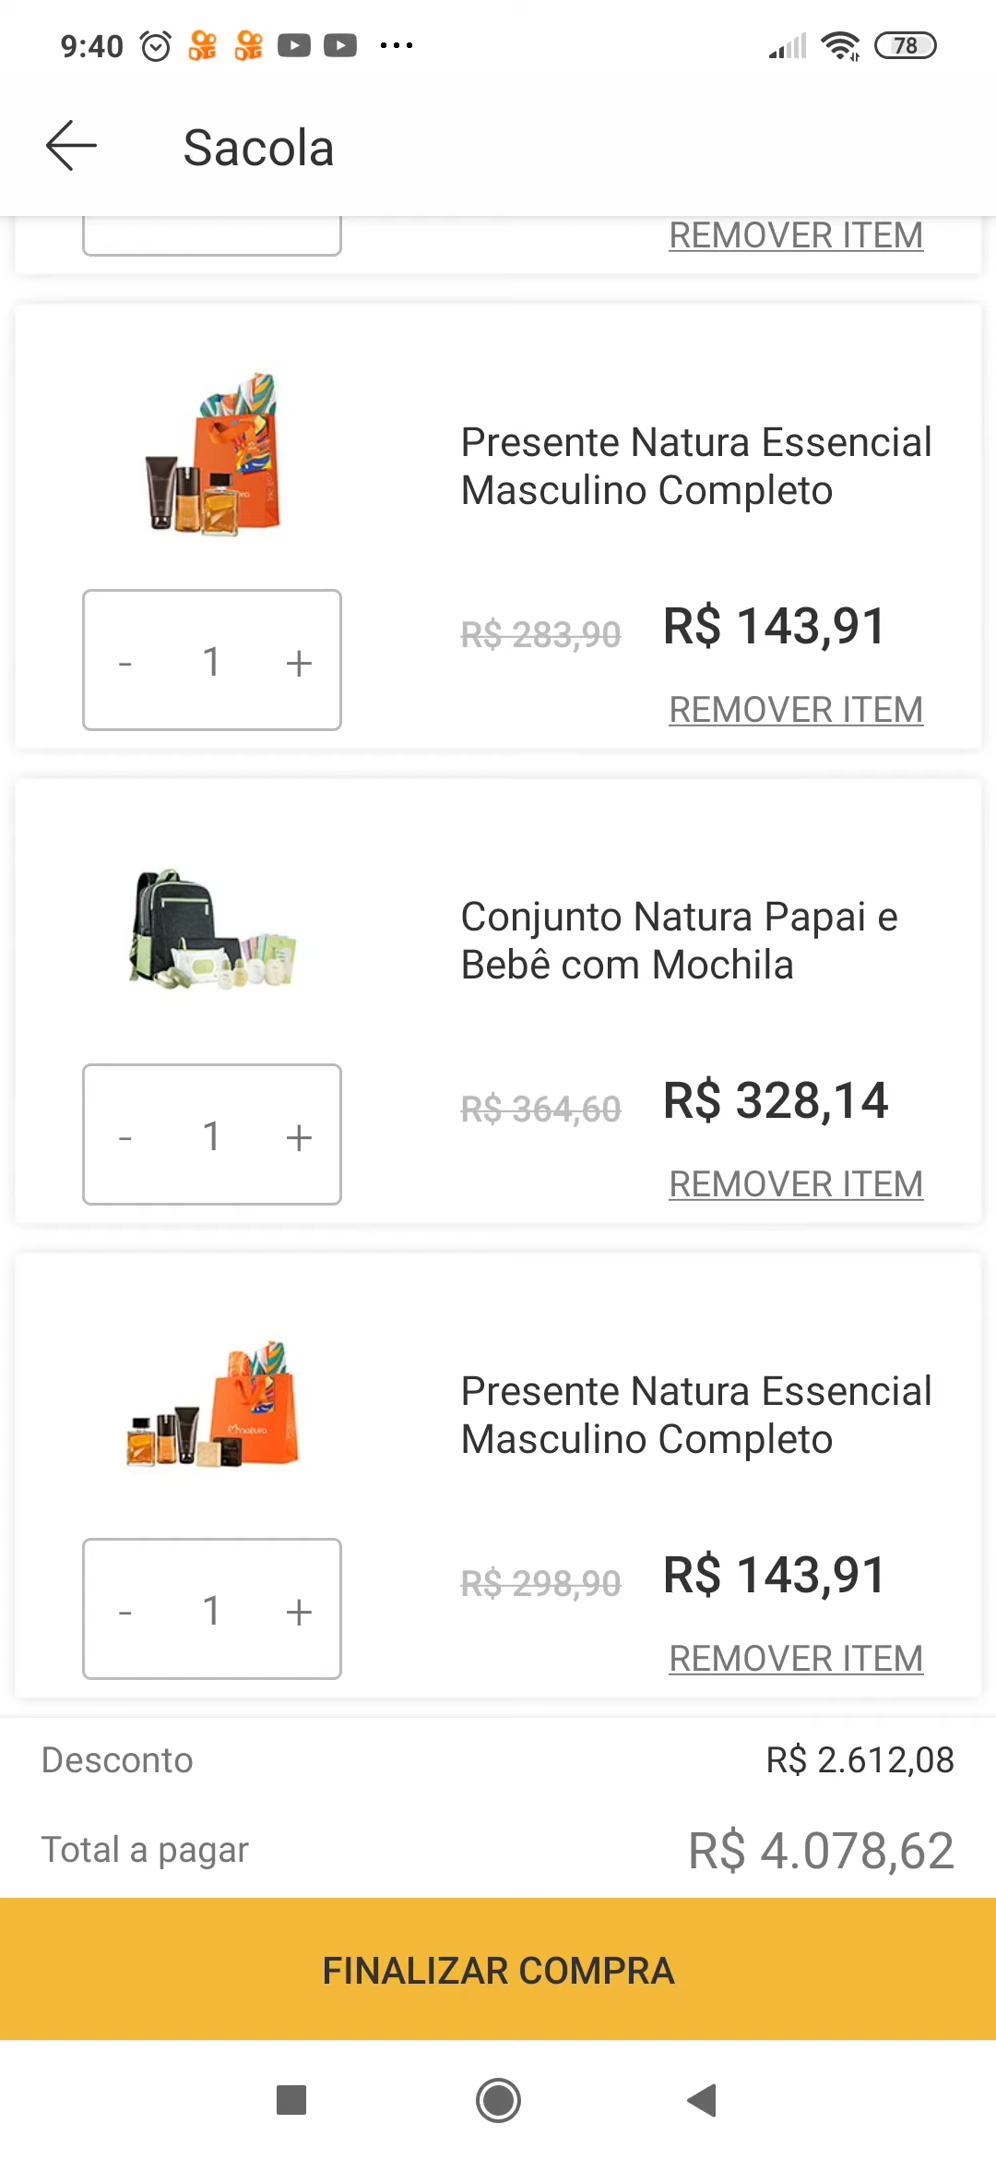 9:40
78
Sacola
REMOVER ITEM
Presente Natura Essencial
Masculino Completo
- 1 +
R$ 283,90 R$ 143,91
REMOVER ITEM
Conjunto Natura Papai e
Bebê com Mochila
- 1 +
R$ 364,60 R$ 328,14
REMOVER ITEM
natura
Presente Natura Essencial
Masculino Completo
- 1 +
R$ 298,90 R$ 143,91
REMOVER ITEM
Desconto R$ 2.612,08
Total a pagar R$ 4.078,62
FINALIZAR COMPRA